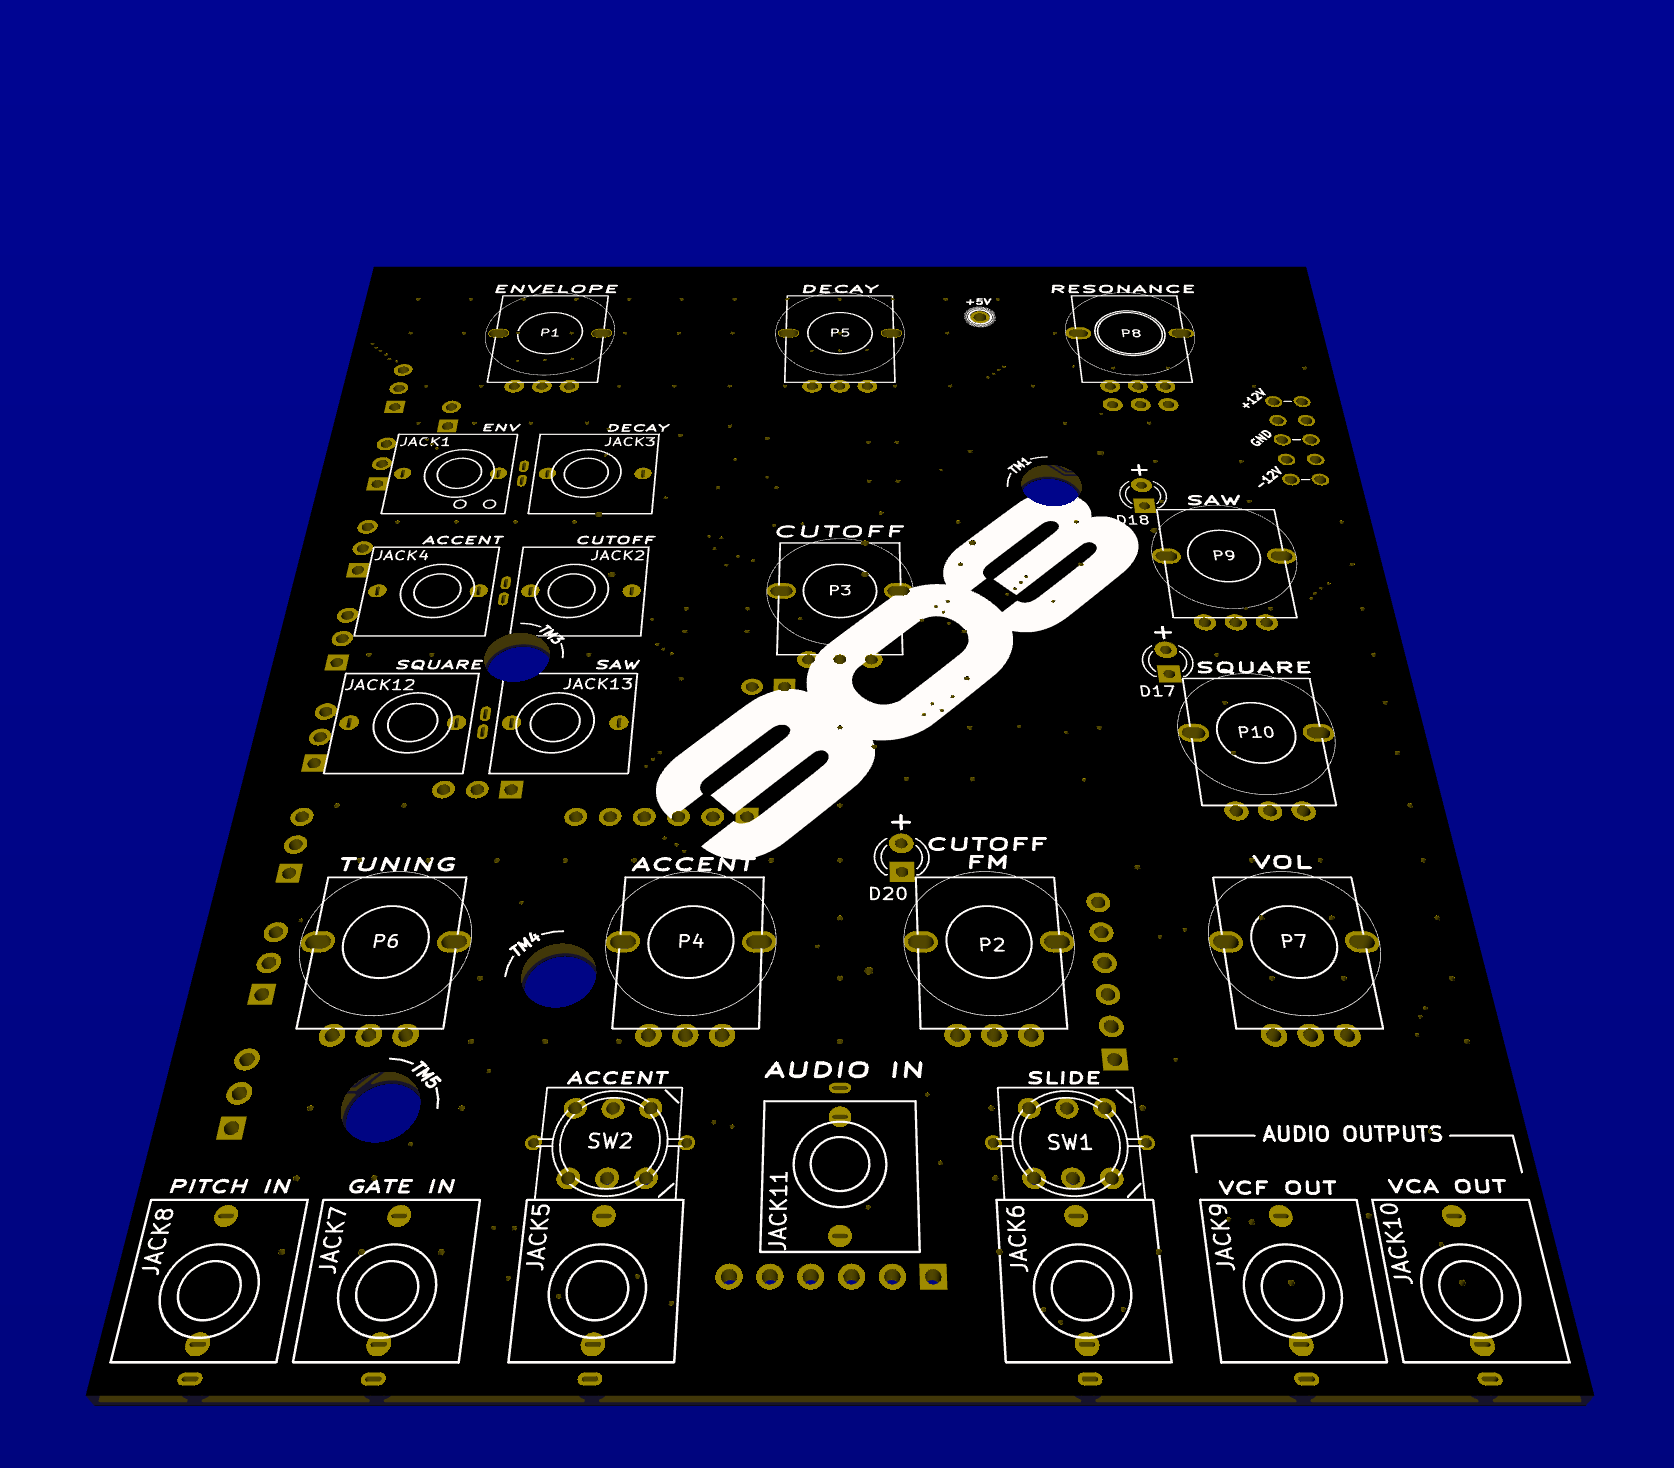 ENVELOPE
DECAY
RESONANCE
+5V
P1
P5
P8
+12V
GND
-12V
ENV
DECAY
JACK1
JACK3
TM1
+
D18
SAW
P9
CUTOFF
P3
ACCENT
CUTOFF
JACK4
JACK2
TM3
303
+
D17
SQUARE
P10
SQUARE
SAW
JACK12
JACK13
+
D20
TUNING
ACCENT
CUTOFF
FM
VOL
P6
P4
P2
P7
TM4
TM5
ACCENT
AUDIO IN
SLIDE
SW2
SW1
JACK11
AUDIO OUTPUTS
PITCH IN
GATE IN
VCF OUT
VCA OUT
JACK8
JACK7
JACK5
JACK6
JACK9
JACK10